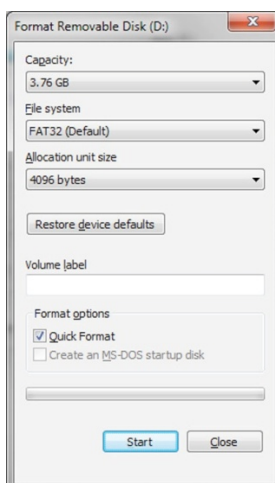 Format Removable Disk (D:)
Capacity:
3.76 GB
File system
FAT32 (Default)
Allocation unit size
4096 bytes
Restore device defaults
Volume label
Format options
Quick Format
Create an MS-DOS startup disk
Start
Close